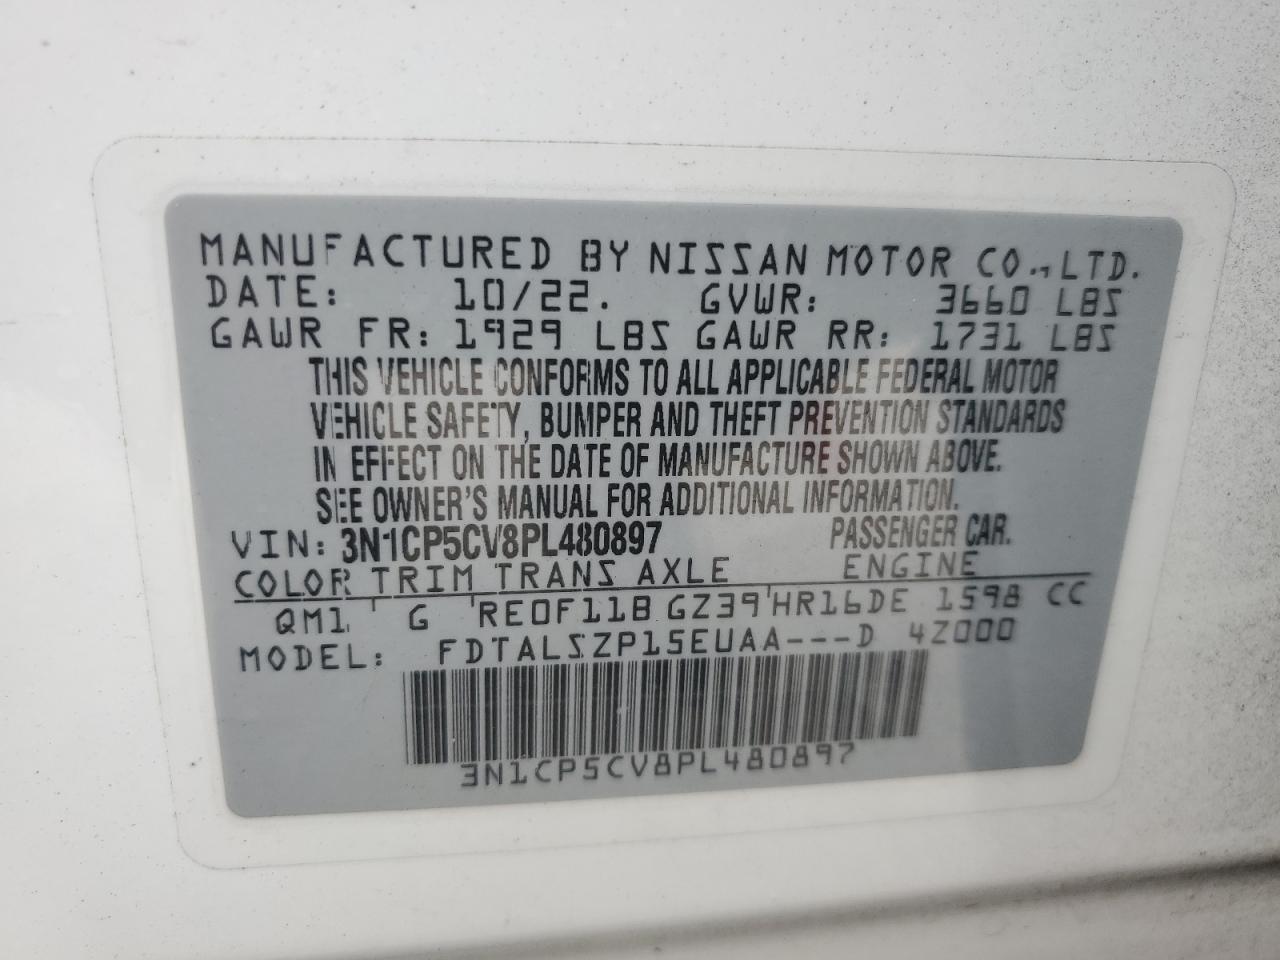 MANUFACTURED BY NISSAN MOTOR CO., LTD.
DATE: 10/22. GVWR: 3660 LBS
GAWR FR: 1929 LBS GAWR RR: 1731 LBS
THIS VEHICLE CONFORMS TO ALL APPLICABLE FEDERAL MOTOR
VEHICLE SAFETY, BUMPER AND THEFT PREVENTION STANDARDS
IN EFFECT ON THE DATE OF MANUFACTURE SHOWN ABOVE.
SEE OWNER'S MANUAL FOR ADDITIONAL INFORMATION.
VIN: 3N1CP5CV8PL480897 PASSENGER CAR.
COLOR TRIM TRANS AXLE ENGINE
QM1 G RE0F11B GZ39 HR16DE 1598 CC
MODEL: FDTALSZP15EUAA---D 4Z000
3N1CP5CV8PL480897